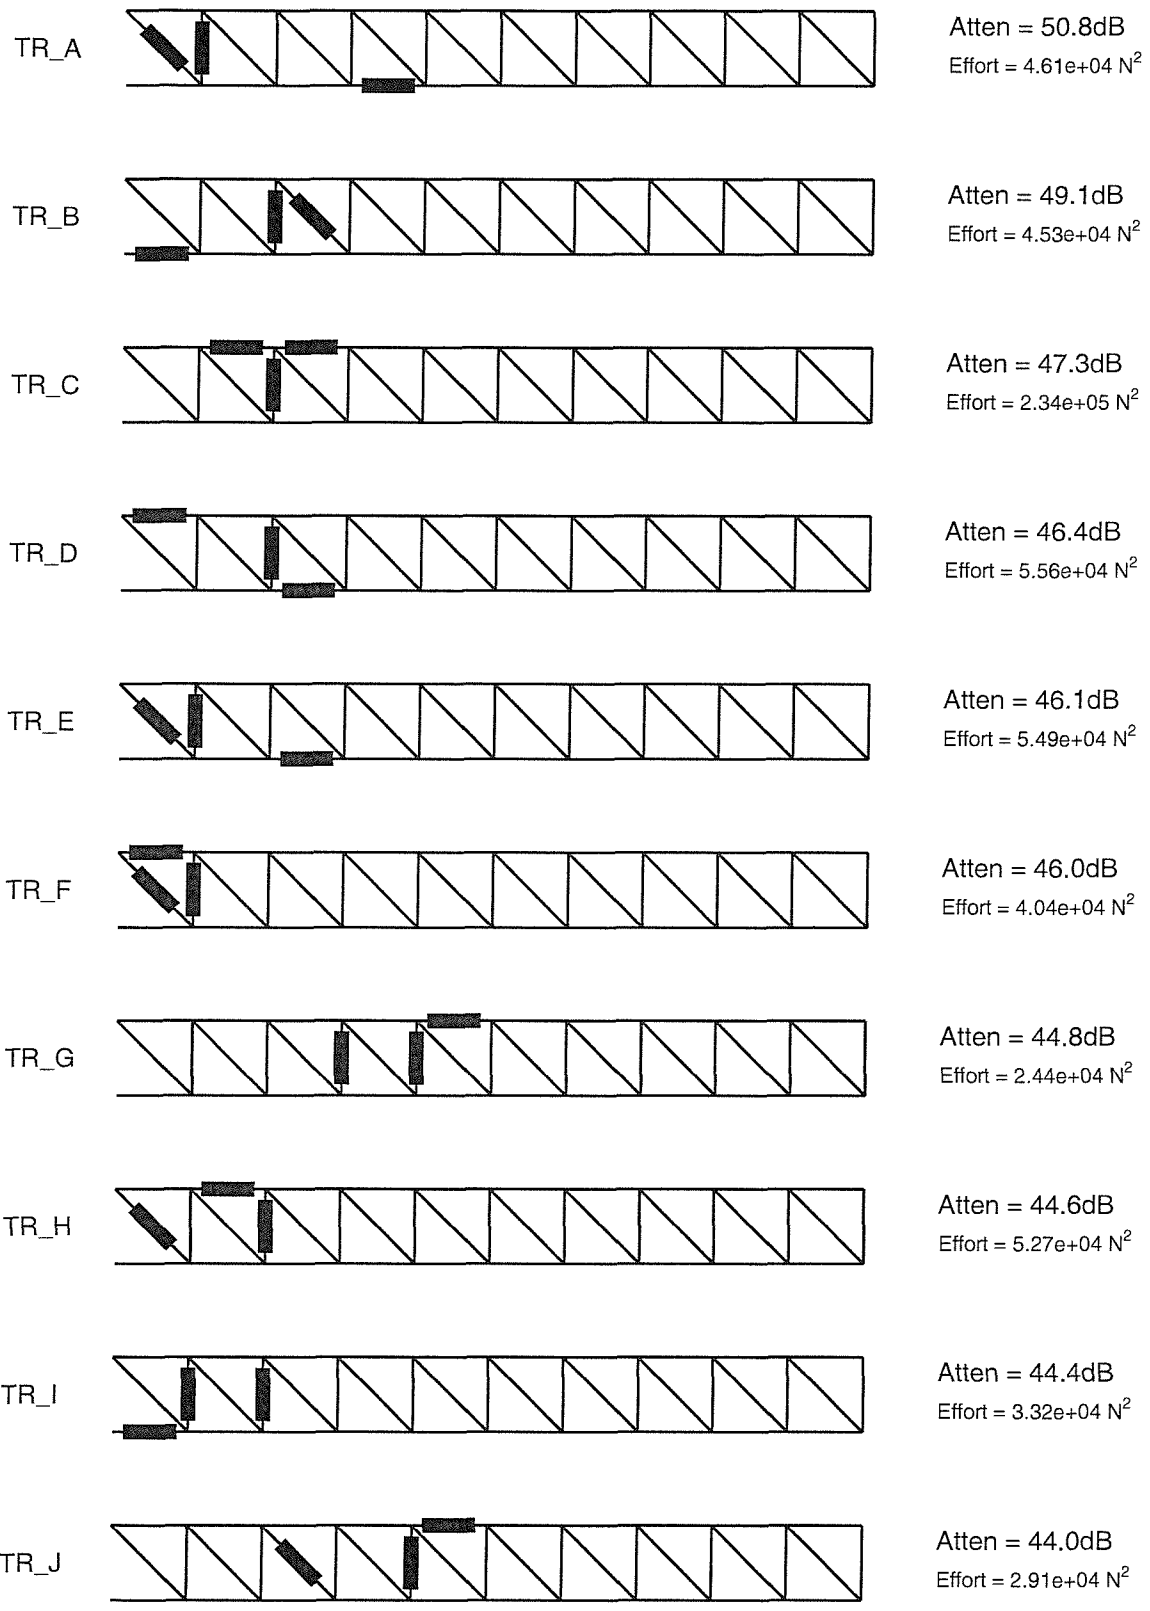 TR_A
Atten = 50.8dB
Effort = 4.61e+04 N²
TR_B
Atten = 49.1dB
Effort = 4.53e+04 N²
TR_C
Atten = 47.3dB
Effort = 2.34e+05 N²
TR_D
Atten = 46.4dB
Effort = 5.56e+04 N²
TR_E
Atten = 46.1dB
Effort = 5.49e+04 N²
TR_F
Atten = 46.0dB
Effort = 4.04e+04 N²
TR_G
Atten = 44.8dB
Effort = 2.44e+04 N²
TR_H
Atten = 44.6dB
Effort = 5.27e+04 N²
TR_I
Atten = 44.4dB
Effort = 3.32e+04 N²
TR_J
Atten = 44.0dB
Effort = 2.91e+04 N²